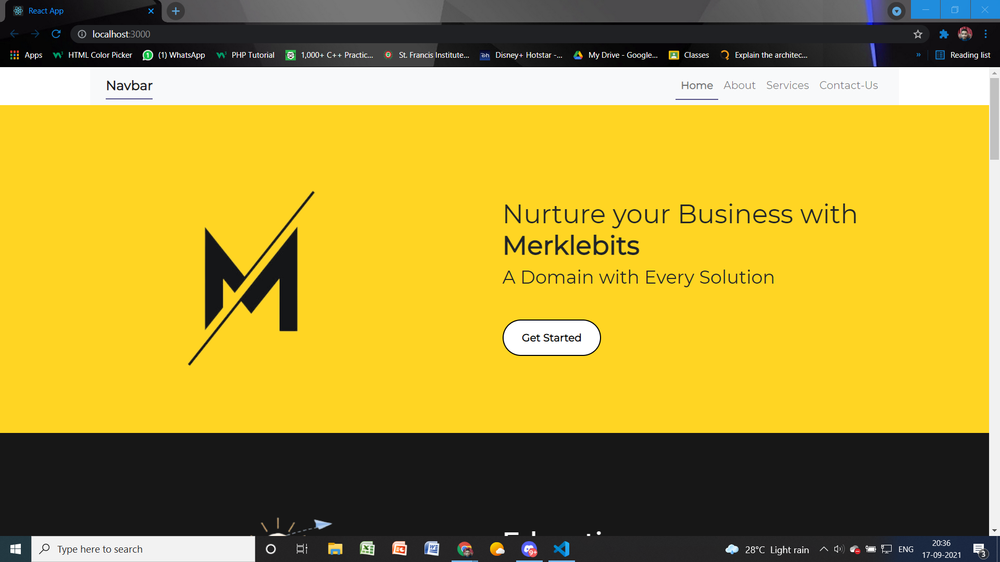 React App
localhost:3000
Apps HTML Color Picker (1) WhatsApp PHP Tutorial 1,000+ C++ Practic... St. Francis Institute... Disney+ Hotstar -... My Drive - Google... Classes Explain the architec... » Reading list
Navbar Home About Services Contact-Us
Nurture your Business with
Merklebits
A Domain with Every Solution
Get Started
Type here to search
9+
28°C Light rain
ENG
20:36
17-09-2021
3